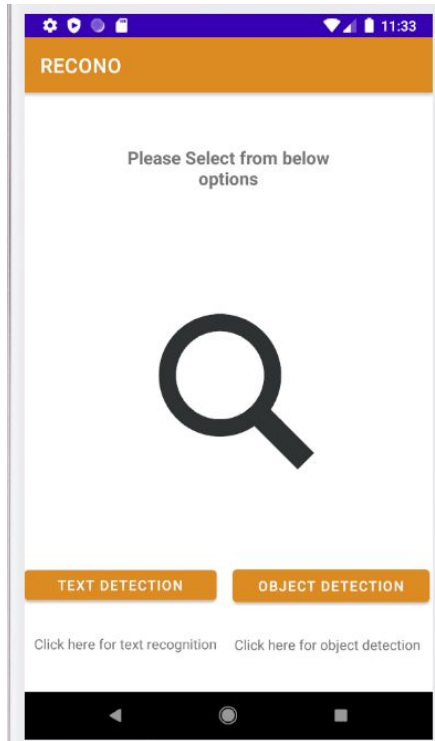 11:33
RECONO
Please Select from below
options
TEXT DETECTION
OBJECT DETECTION
Click here for text recognition
Click here for object detection